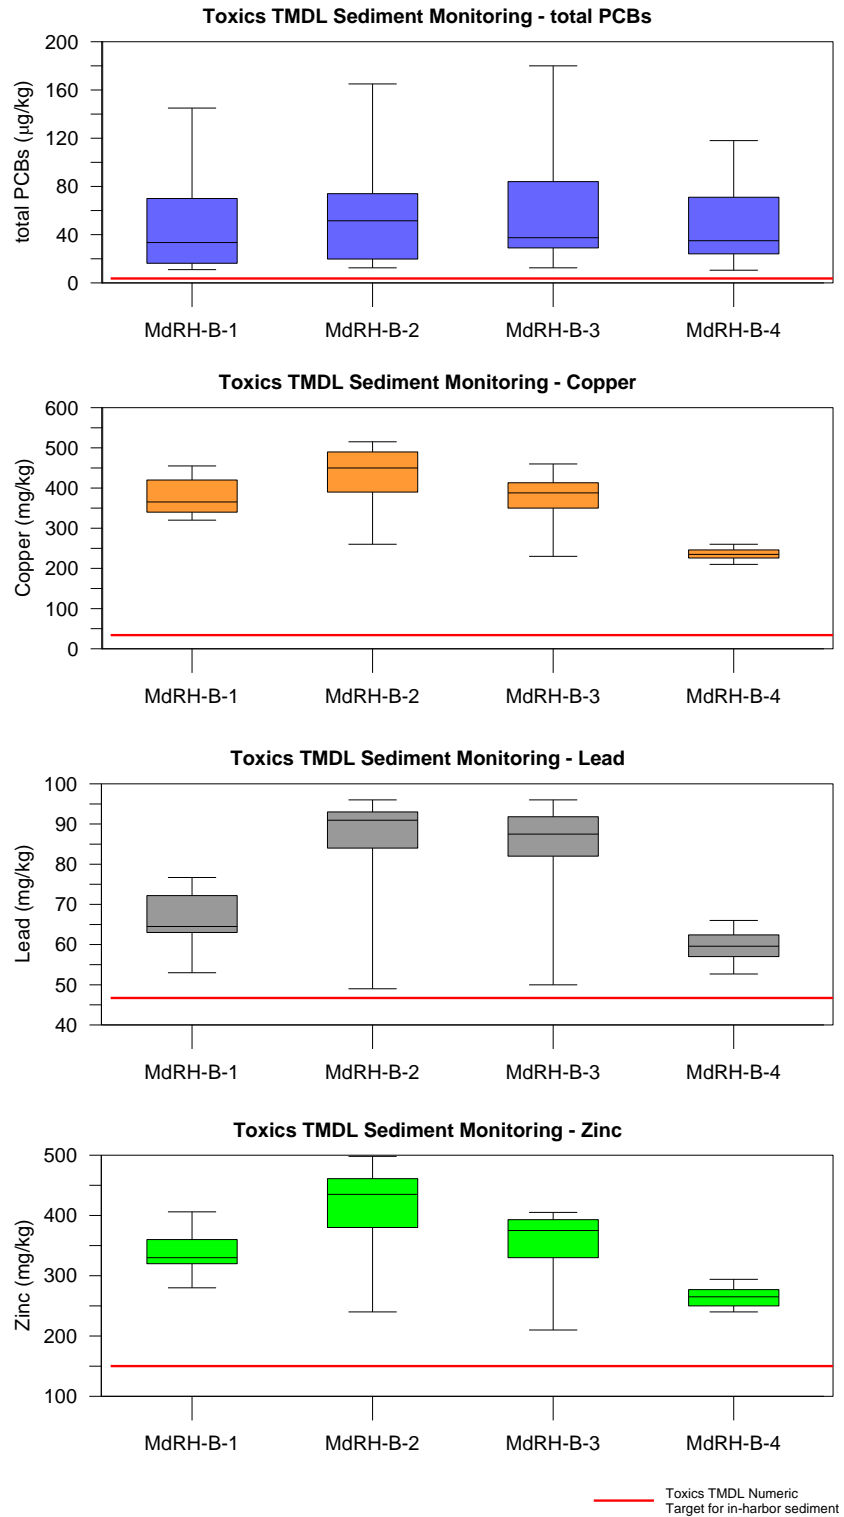 Toxics TMDL Sediment Monitoring - total PCBs
200
160
120
80
40
0
total PCBs (µg/kg)
MdRH-B-1 MdRH-B-2 MdRH-B-3 MdRH-B-4
Toxics TMDL Sediment Monitoring - Copper
600
500
400
300
200
100
0
Copper (mg/kg)
MdRH-B-1 MdRH-B-2 MdRH-B-3 MdRH-B-4
Toxics TMDL Sediment Monitoring - Lead
100
90
80
70
60
50
40
Lead (mg/kg)
MdRH-B-1 MdRH-B-2 MdRH-B-3 MdRH-B-4
Toxics TMDL Sediment Monitoring - Zinc
500
400
300
200
100
Zinc (mg/kg)
MdRH-B-1 MdRH-B-2 MdRH-B-3 MdRH-B-4
Toxics TMDL Numeric
Target for in-harbor sediment